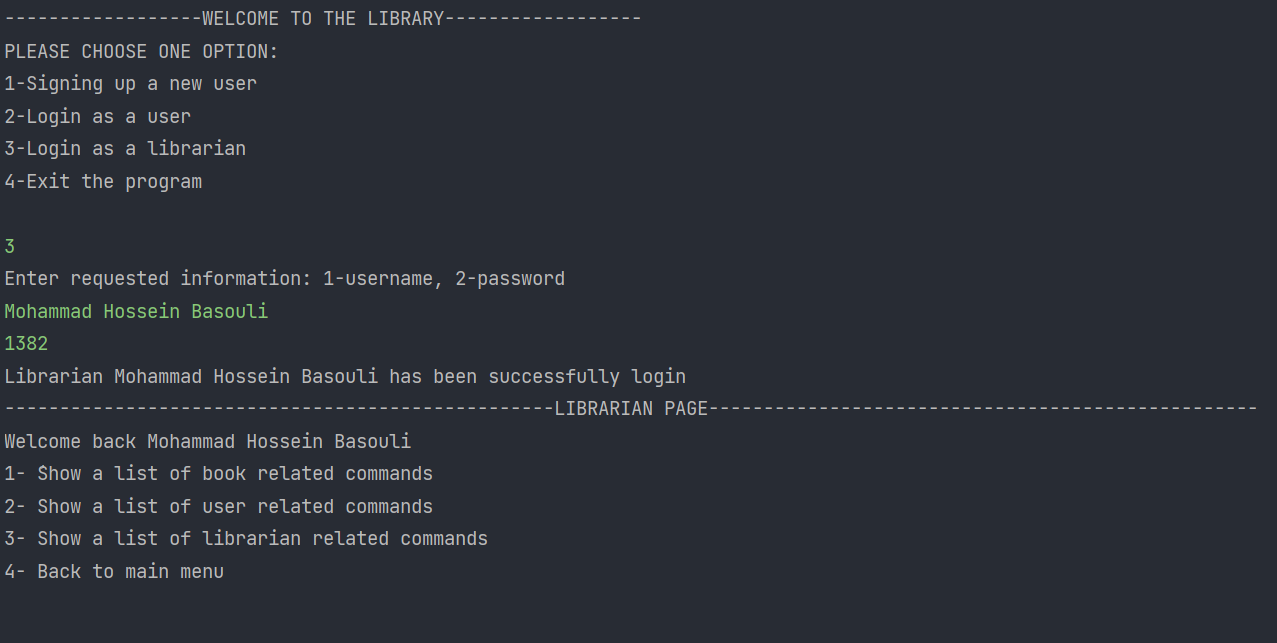 ------------------WELCOME TO THE LIBRARY------------------
PLEASE CHOOSE ONE OPTION:
1-Signing up a new user
2-Login as a user
3-Login as a librarian
4-Exit the program
3
Enter requested information: 1-username, 2-password
Mohammad Hossein Basouli
1382
Librarian Mohammad Hossein Basouli has been successfully login
--------------------------------------------------LIBRARIAN PAGE--------------------------------------------------
Welcome back Mohammad Hossein Basouli
1- Show a list of book related commands
2- Show a list of user related commands
3- Show a list of librarian related commands
4- Back to main menu